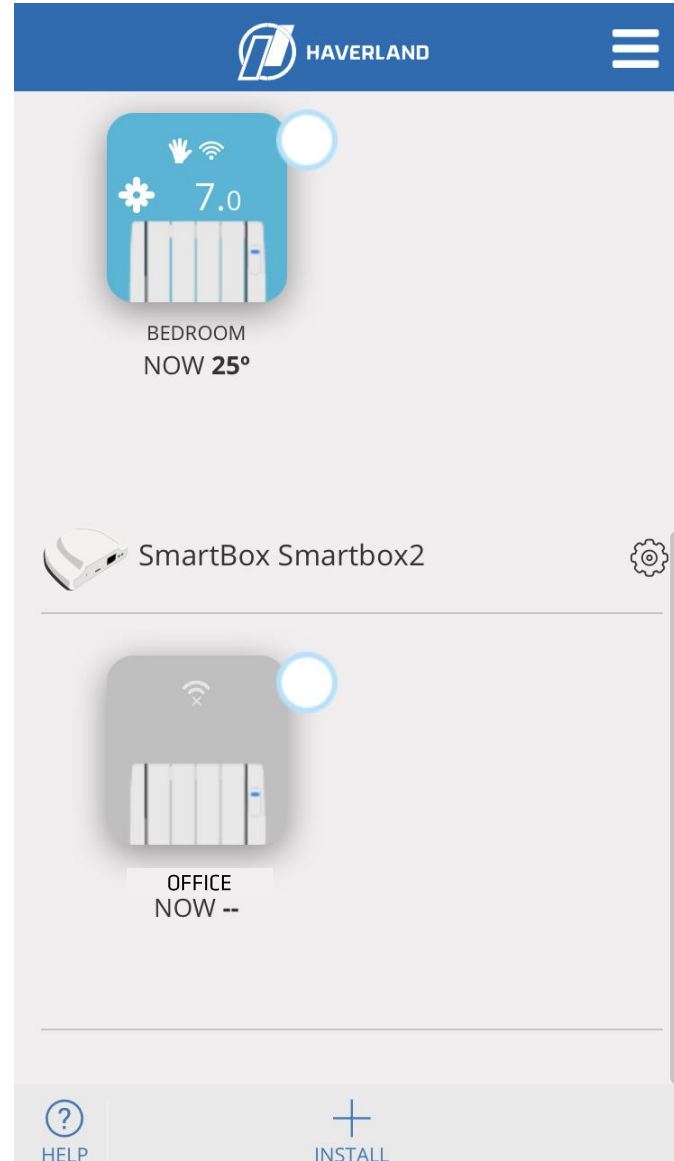 HAVERLAND
7.0
BEDROOM
NOW 25º
SmartBox Smartbox2
OFFICE
NOW --
HELP
INSTALL